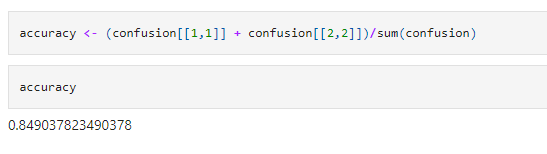 accuracy <- (confusion[[1,1]] + confusion[[2,2]])/sum(confusion)
accuracy
0.849037823490378